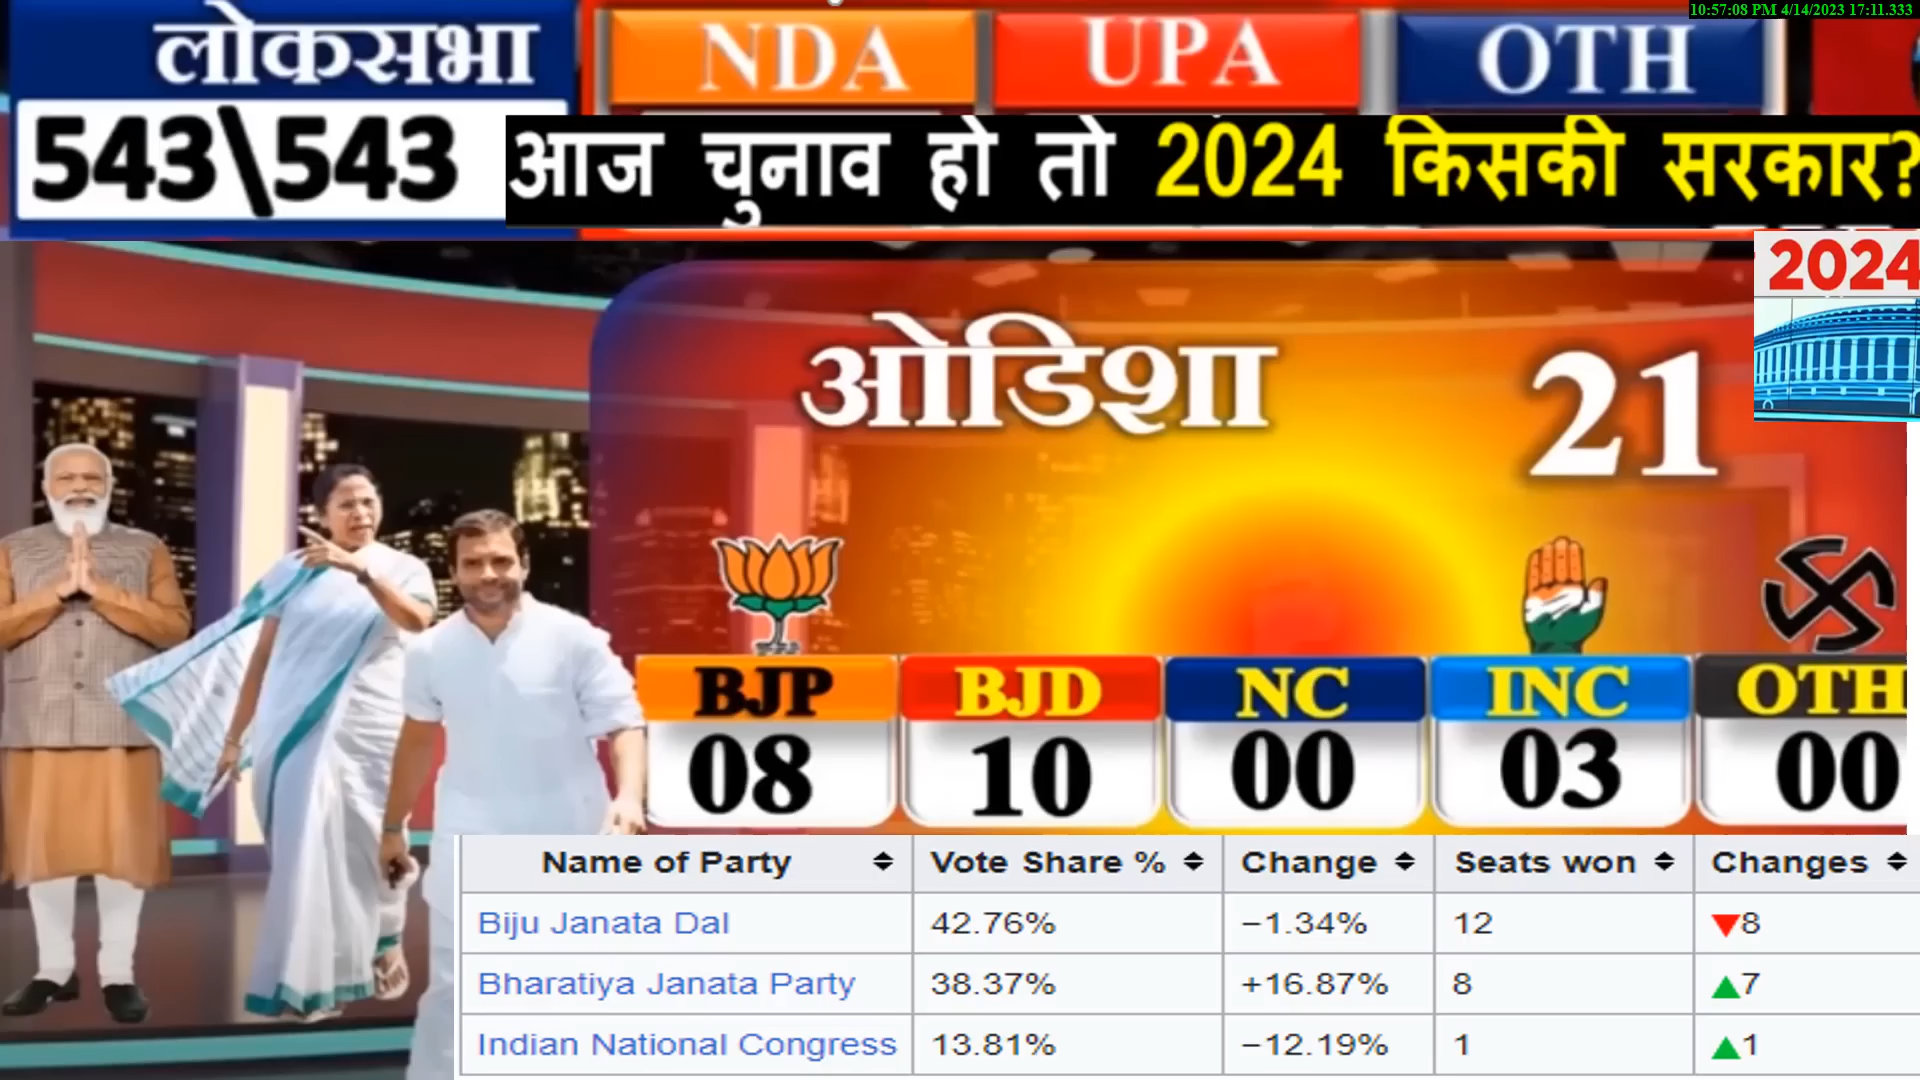 10:57:08 PM 4/14/2023 17:11.333
लोकसभा
543\543
NDA UPA OTH
आज चुनाव हो तो 2024 किसकी सरकार?
2024
ओडिशा 21
BJP BJD NC INC OTH
08 10 00 03 00
Name of Party Vote Share % Change Seats won Changes
Biju Janata Dal 42.76% −1.34% 12 ▼8
Bharatiya Janata Party 38.37% +16.87% 8 ▲7
Indian National Congress 13.81% −12.19% 1 ▲1